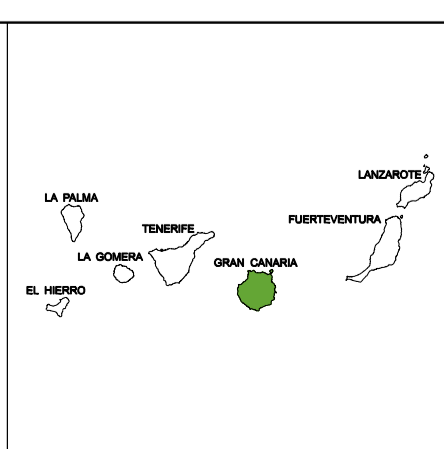 LANZAROTE
LA PALMA
FUERTEVENTURA
TENERIFE
LA GOMERA
GRAN CANARIA
EL HIERRO